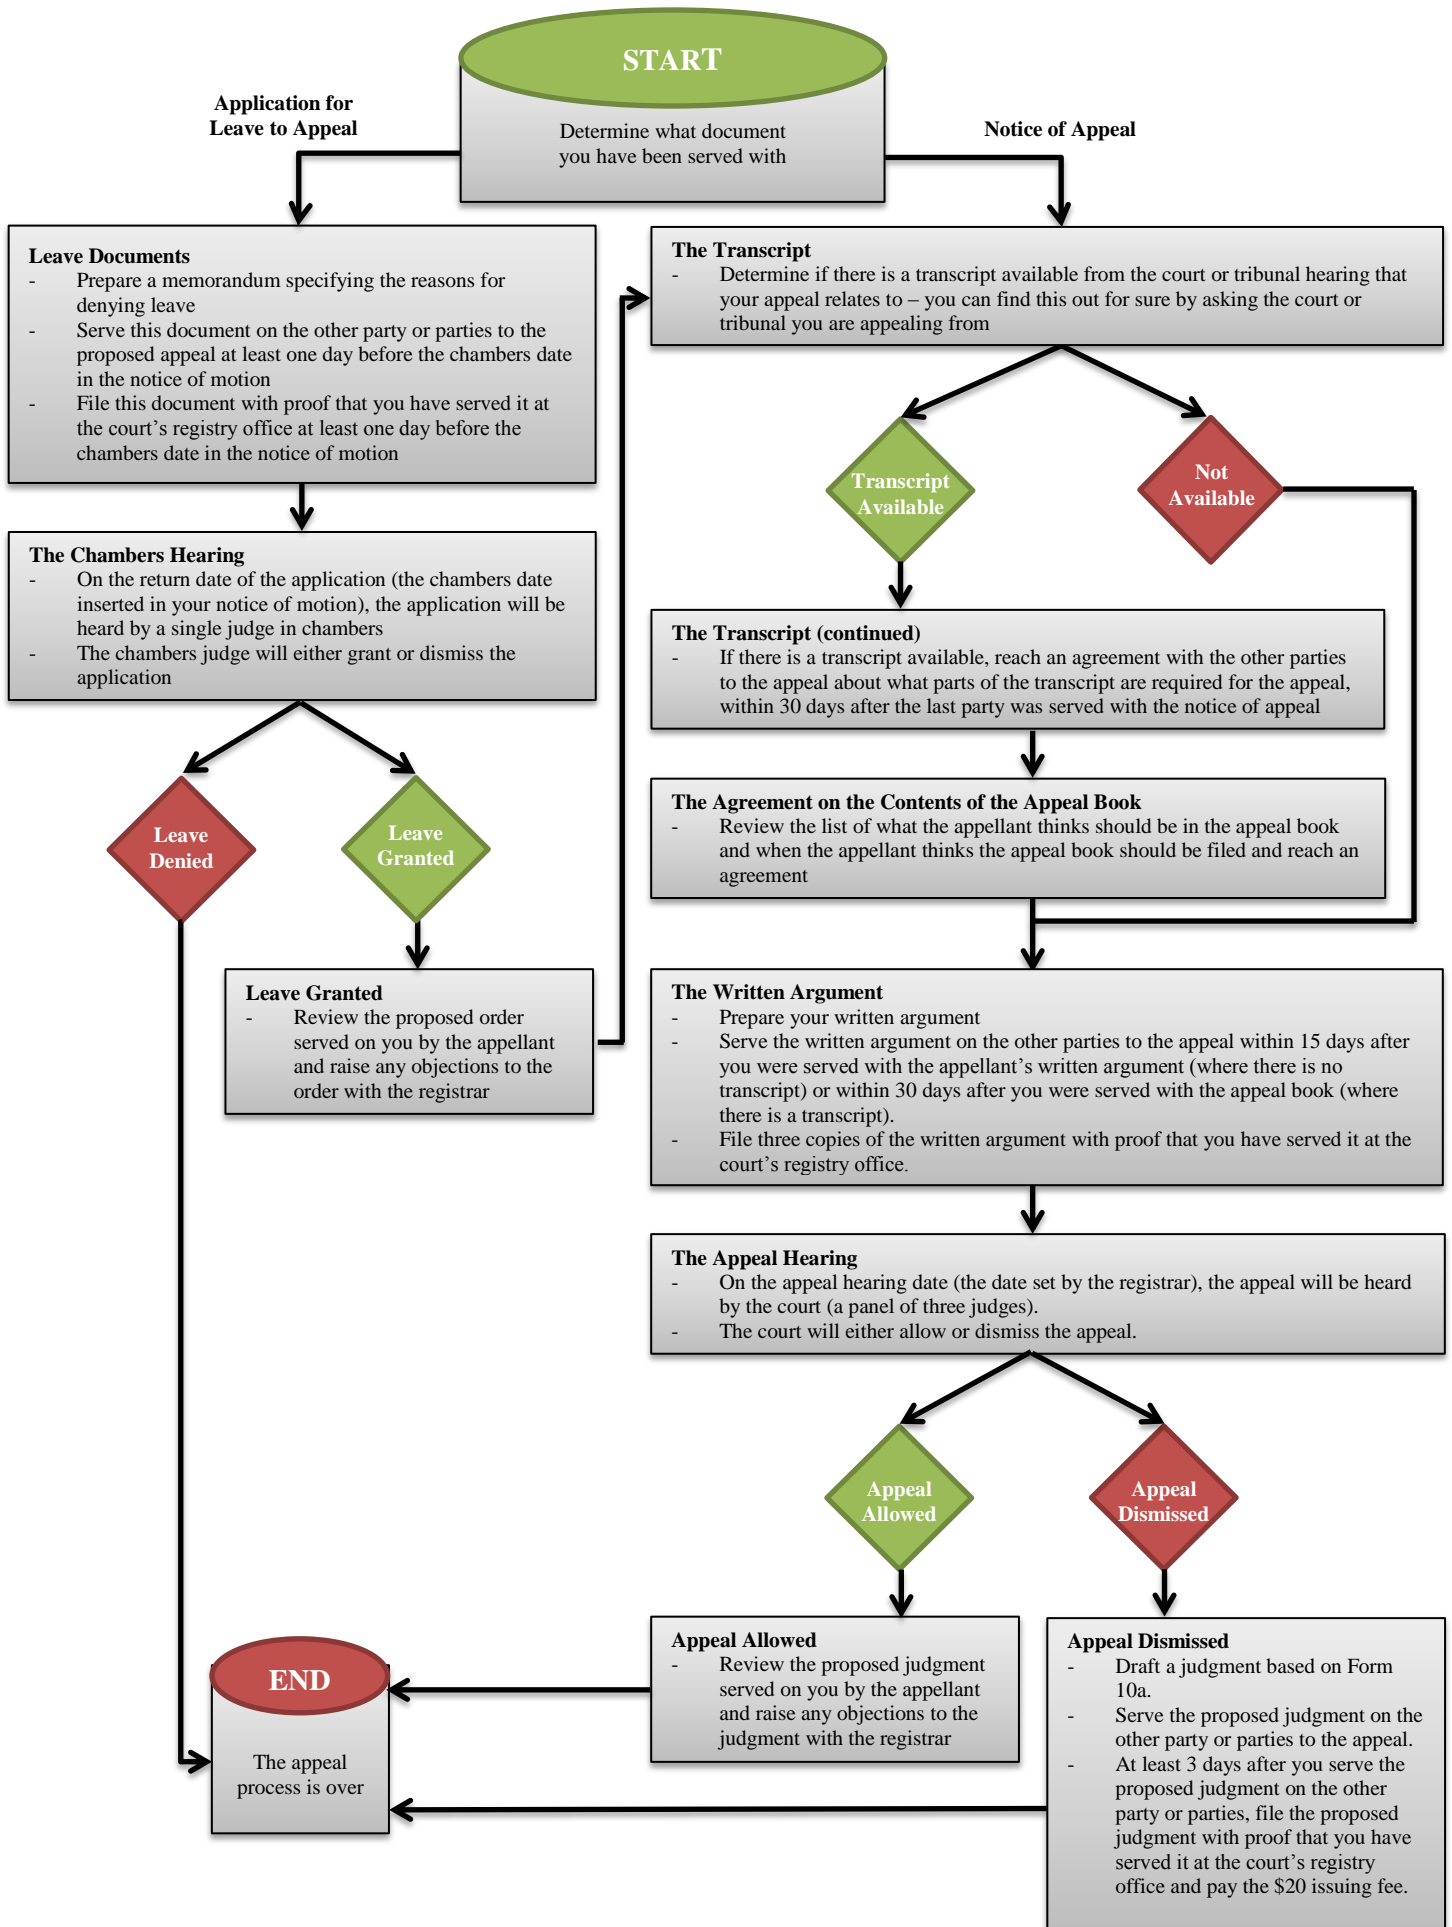 START
Determine what document
you have been served with
Application for
Leave to Appeal
Notice of Appeal
Leave Documents
- Prepare a memorandum specifying the reasons for
denying leave
- Serve this document on the other party or parties to the
proposed appeal at least one day before the chambers date
in the notice of motion
- File this document with proof that you have served it at
the court’s registry office at least one day before the
chambers date in the notice of motion
The Chambers Hearing
- On the return date of the application (the chambers date
inserted in your notice of motion), the application will be
heard by a single judge in chambers
- The chambers judge will either grant or dismiss the
application
Leave
Denied
Leave
Granted
Leave Granted
- Review the proposed order
served on you by the appellant
and raise any objections to the
order with the registrar
The Transcript
- Determine if there is a transcript available from the court or tribunal hearing that
your appeal relates to – you can find this out for sure by asking the court or
tribunal you are appealing from
Transcript
Available
Not
Available
The Transcript (continued)
- If there is a transcript available, reach an agreement with the other parties
to the appeal about what parts of the transcript are required for the appeal,
within 30 days after the last party was served with the notice of appeal
The Agreement on the Contents of the Appeal Book
- Review the list of what the appellant thinks should be in the appeal book
and when the appellant thinks the appeal book should be filed and reach an
agreement
The Written Argument
- Prepare your written argument
- Serve the written argument on the other parties to the appeal within 15 days after
you were served with the appellant’s written argument (where there is no
transcript) or within 30 days after you were served with the appeal book (where
there is a transcript).
- File three copies of the written argument with proof that you have served it at the
court’s registry office.
The Appeal Hearing
- On the appeal hearing date (the date set by the registrar), the appeal will be heard
by the court (a panel of three judges).
- The court will either allow or dismiss the appeal.
Appeal
Allowed
Appeal
Dismissed
Appeal Allowed
- Review the proposed judgment
served on you by the appellant
and raise any objections to the
judgment with the registrar
Appeal Dismissed
- Draft a judgment based on Form
10a.
- Serve the proposed judgment on the
other party or parties to the appeal.
- At least 3 days after you serve the
proposed judgment on the other
party or parties, file the proposed
judgment with proof that you have
served it at the court’s registry
office and pay the $20 issuing fee.
END
The appeal
process is over